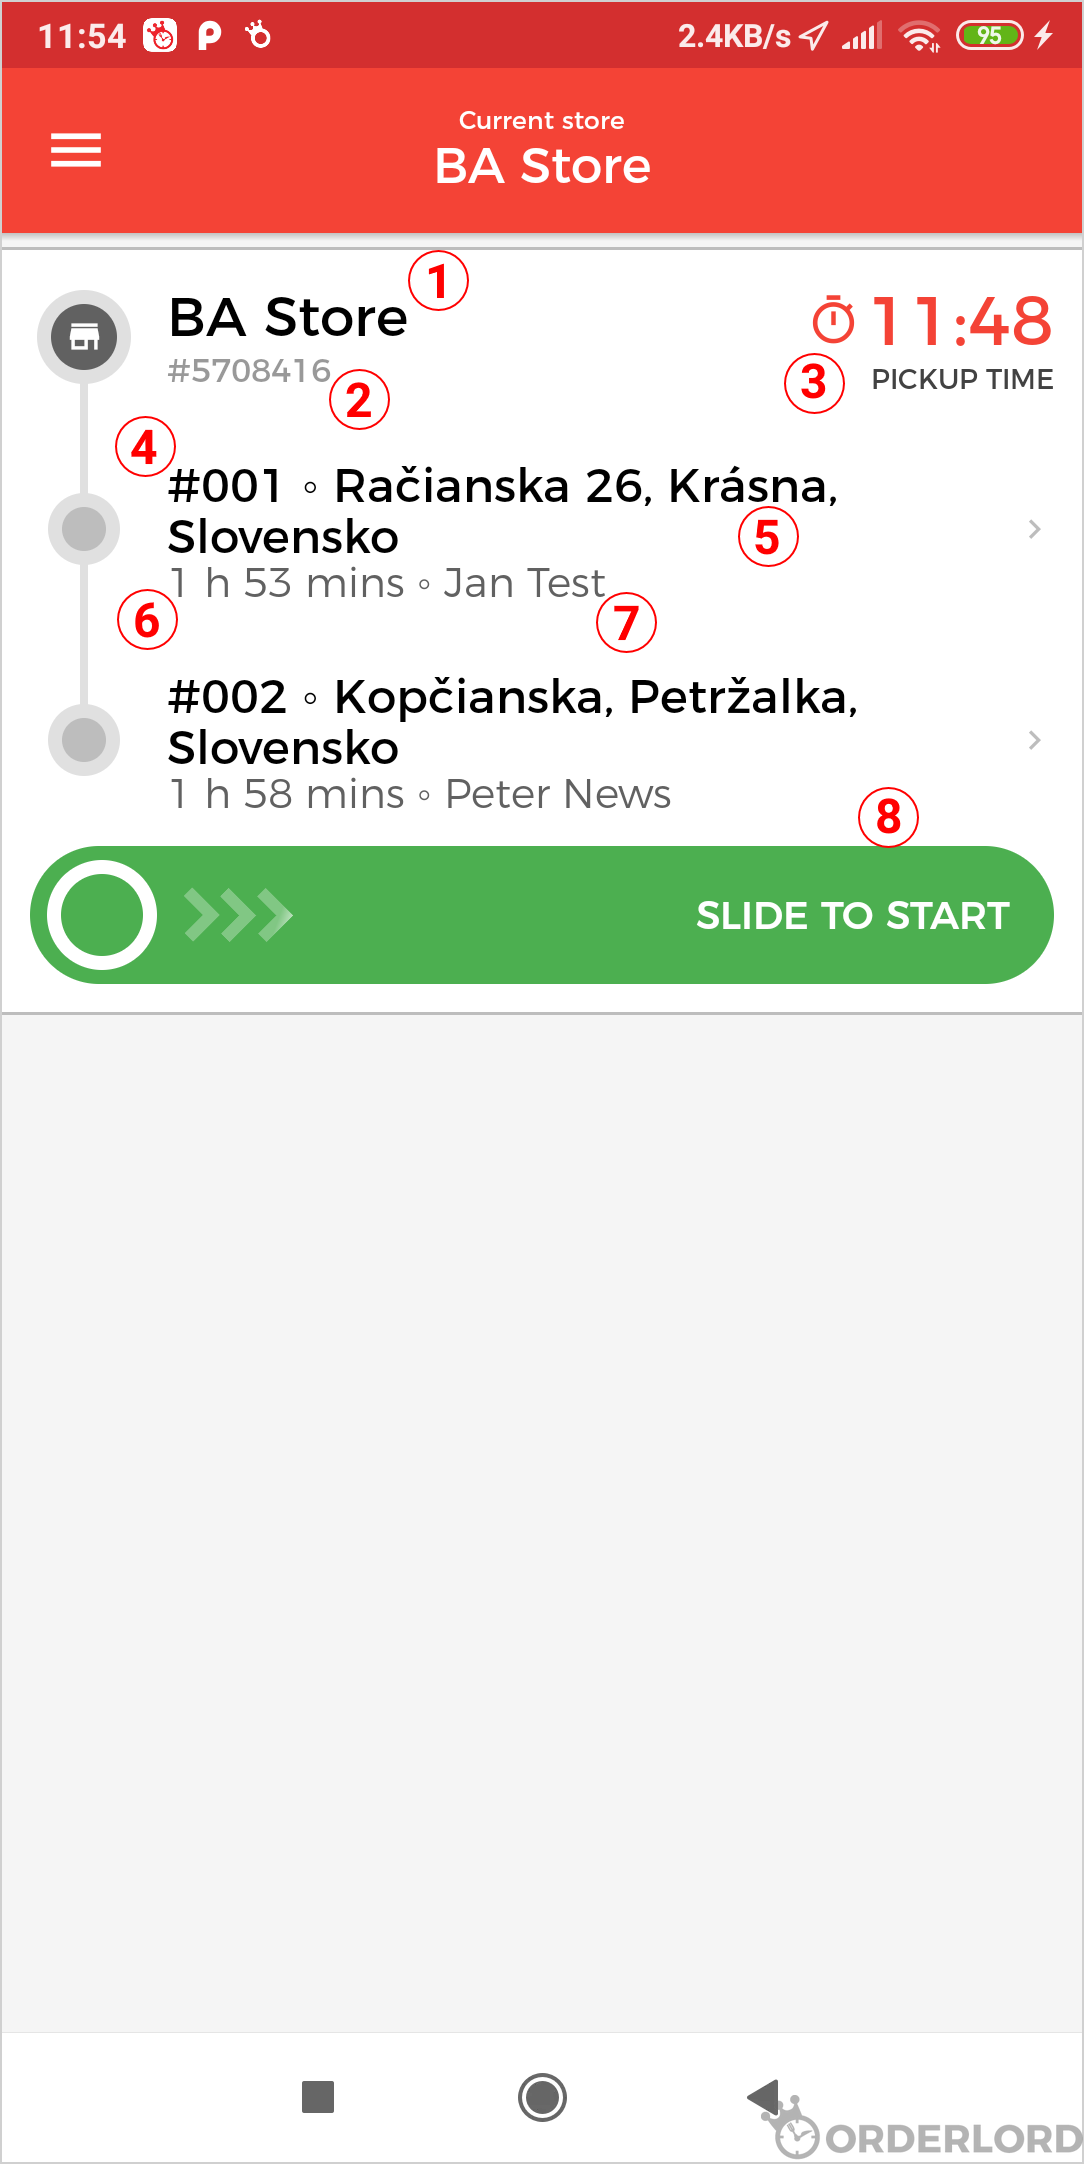 11:54 2.4KB/s 95
Current store
BA Store
1
BA Store 11:48
#5708416 PICKUP TIME
2 3
4
#001 ◦ Račianska 26, Krásna,
Slovensko
5
1 h 53 mins ◦ Jan Test
6 7
#002 ◦ Kopčianska, Petržalka,
Slovensko
1 h 58 mins ◦ Peter News
8
SLIDE TO START
ORDERLORD